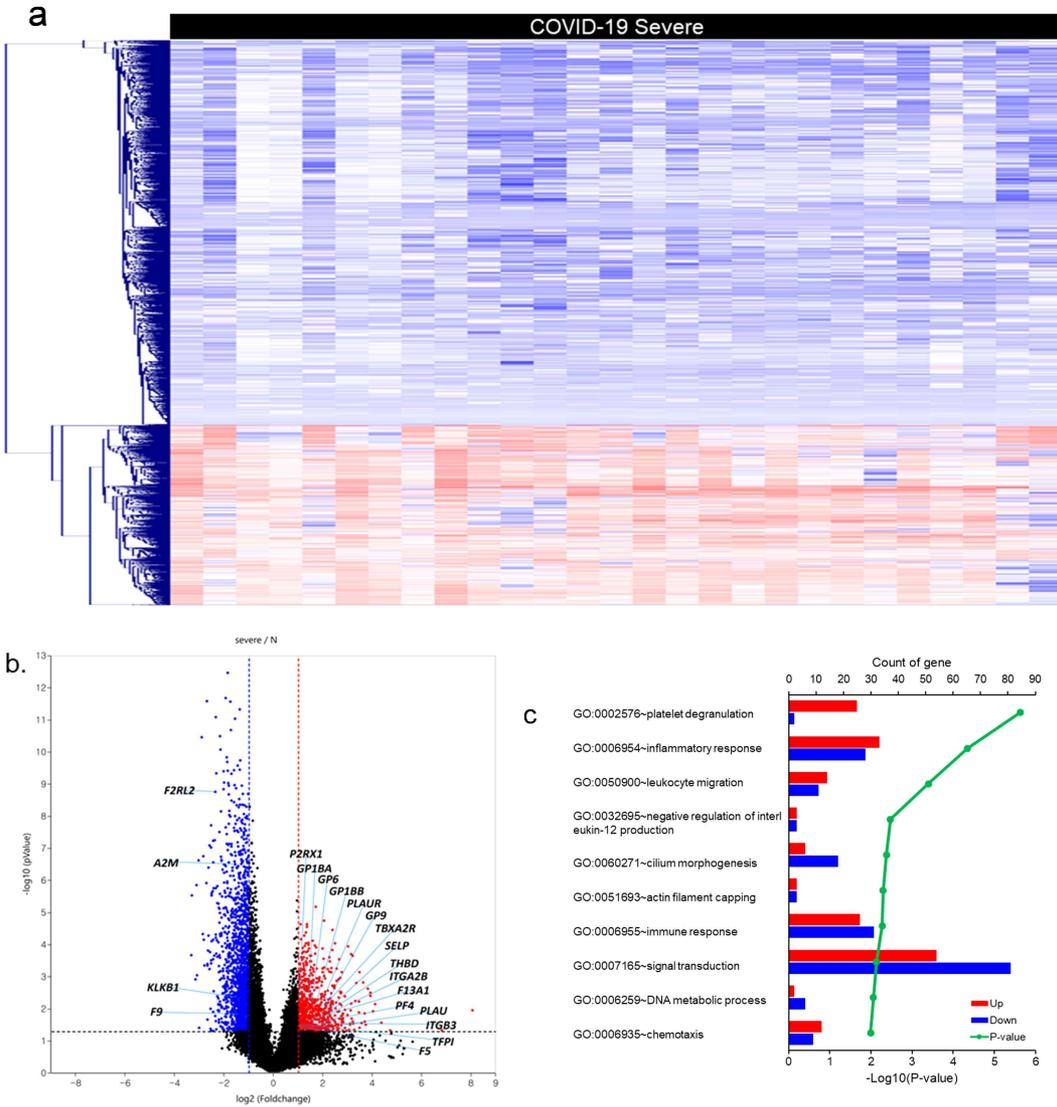 a
COVID-19 Severe
b.
severe / N
13
12
11
10
9
8
7
6
5
4
3
2
1
0
-log10 (pValue)
F2RL2
A2M
KLKB1
F9
P2RX1
GP1BA
GP6
GP1BB
PLAUR
GP9
TBXA2R
SELP
THBD
ITGA2B
F13A1
PF4
PLAU
ITGB3
TFPI
F5
−8 −6 −4 −2 0 2 4 6 8 9
log2 (Foldchange)
c
Count of gene
0 10 20 30 40 50 60 70 80 90
GO:0002576~platelet degranulation
GO:0006954~inflammatory response
GO:0050900~leukocyte migration
GO:0032695~negative regulation of interl
eukin-12 production
GO:0060271~cilium morphogenesis
GO:0051693~actin filament capping
GO:0006955~immune response
GO:0007165~signal transduction
GO:0006259~DNA metabolic process
GO:0006935~chemotaxis
Up
Down
P-value
0 1 2 3 4 5 6
-Log10(P-value)